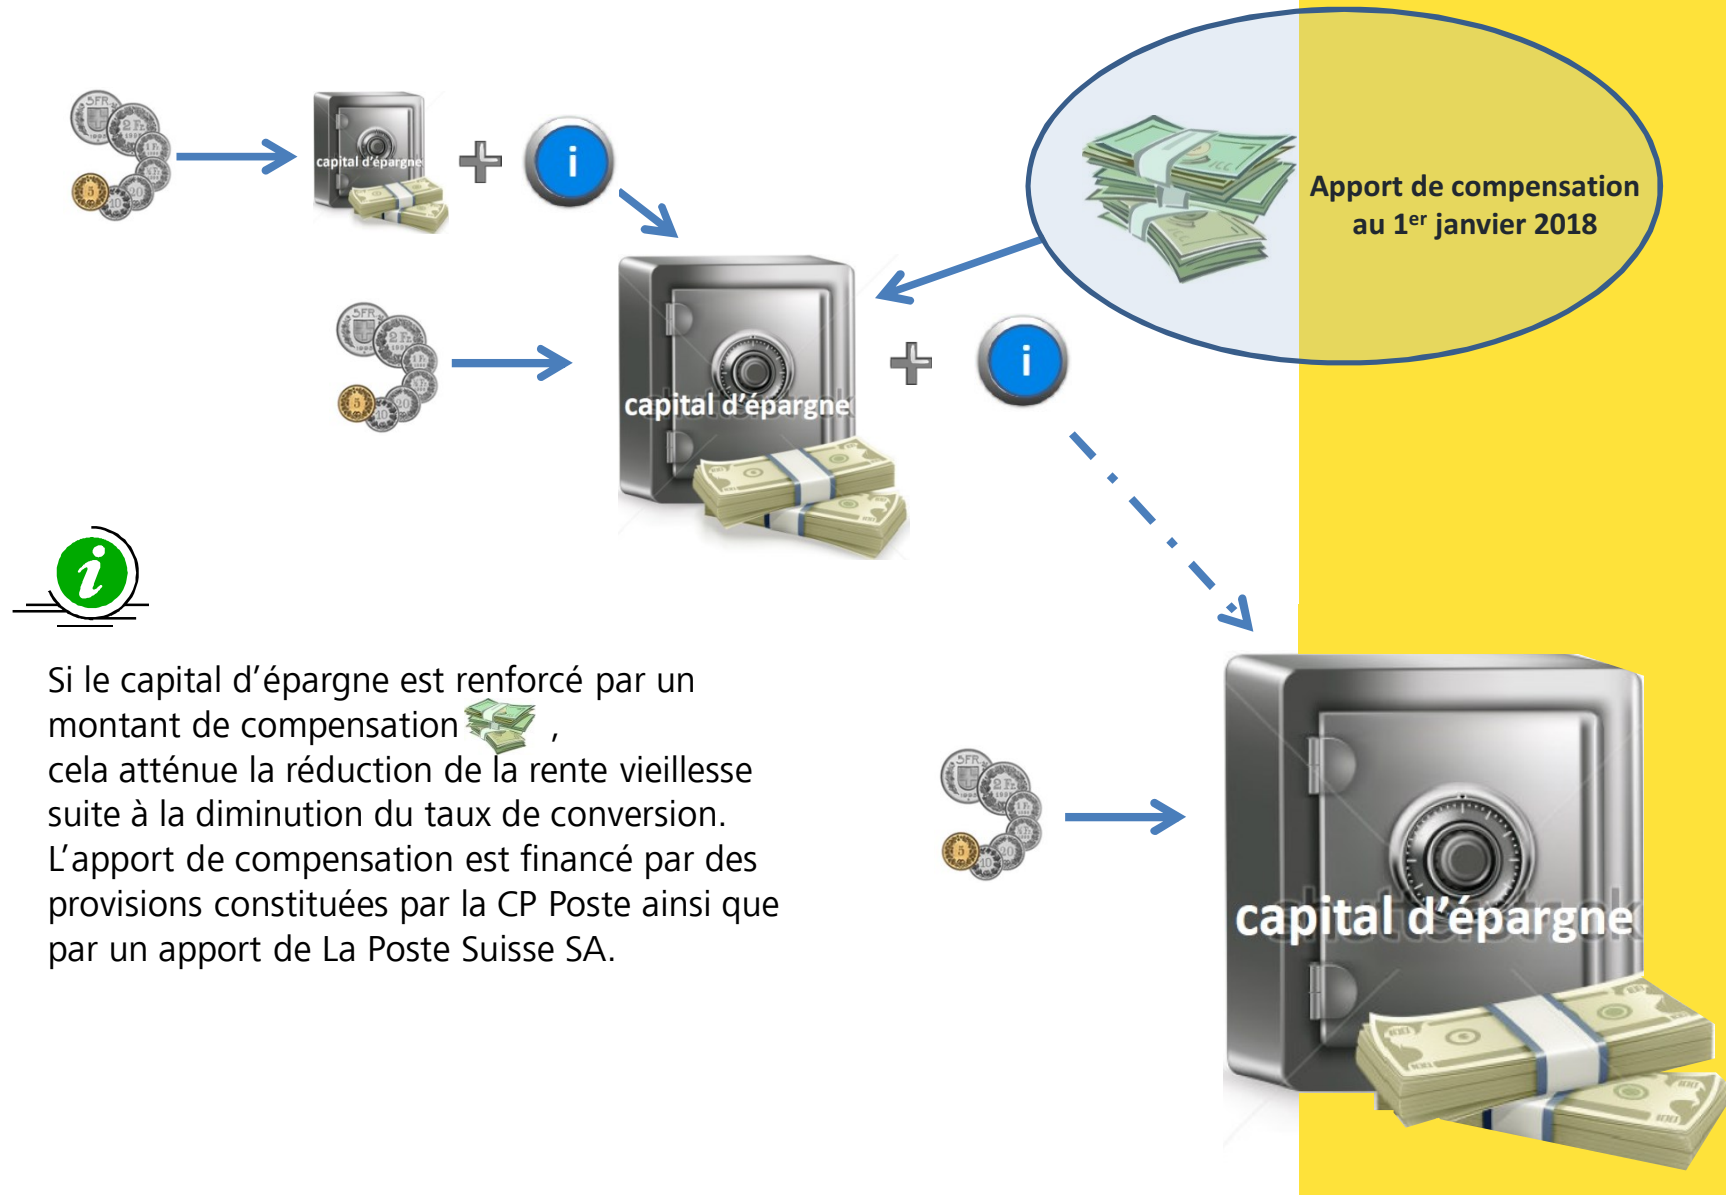 capital d'épargne
i
Apport de compensation
au 1er janvier 2018
capital d'épargne
i
i
Si le capital d'épargne est renforcé par un
montant de compensation ,
cela atténue la réduction de la rente vieillesse
suite à la diminution du taux de conversion.
L'apport de compensation est financé par des
provisions constituées par la CP Poste ainsi que
par un apport de La Poste Suisse SA.
capital d'épargne